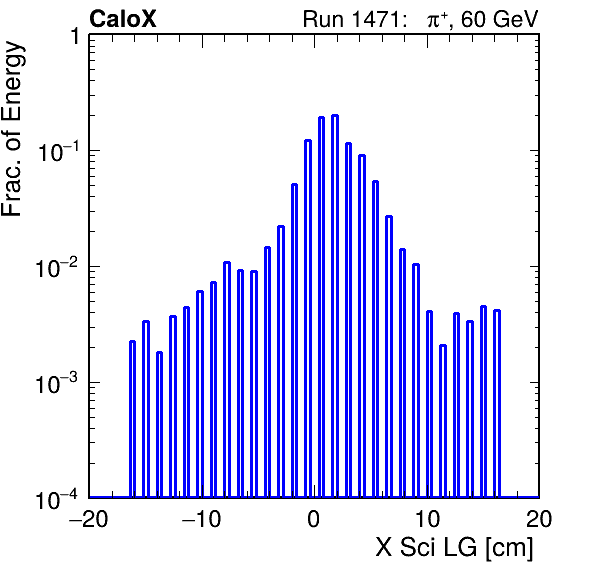 CaloX Run 1471: π⁺, 60 GeV
Frac. of Energy
1
10⁻¹
10⁻²
10⁻³
10⁻⁴
−20 −10 0 10 20
X Sci LG [cm]